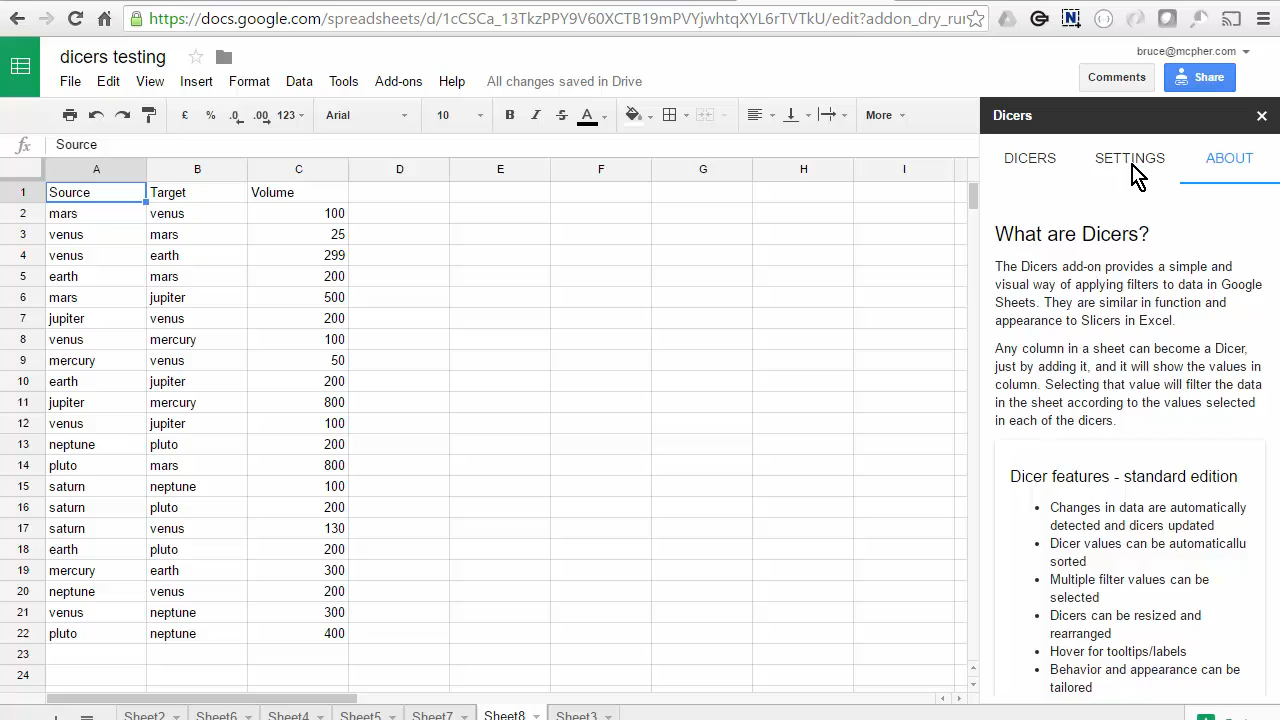 https://docs.google.com/spreadsheets/d/1cCSCa_13TkzPPY9V60XCTB19mPVYjwhtqXYL6rTVTkU/edit?addon_dry_run
dicers testing
bruce@mcpher.com
File Edit View Insert Format Data Tools Add-ons Help All changes saved in Drive
Comments Share
£ % .0 .00 123 Arial 10 B I S A More
Dicers
fx Source
DICERS SETTINGS ABOUT
A B C D E F G H I
1 Source Target Volume
2 mars venus 100
3 venus mars 25
4 venus earth 299
5 earth mars 200
6 mars jupiter 500
7 jupiter venus 200
8 venus mercury 100
9 mercury venus 50
10 earth jupiter 200
11 jupiter mercury 800
12 venus jupiter 100
13 neptune pluto 200
14 pluto mars 800
15 saturn neptune 100
16 saturn pluto 200
17 saturn venus 130
18 earth pluto 200
19 mercury earth 300
20 neptune venus 200
21 venus neptune 300
22 pluto neptune 400
23
24
What are Dicers?
The Dicers add-on provides a simple and
visual way of applying filters to data in Google
Sheets. They are similar in function and
appearance to Slicers in Excel.
Any column in a sheet can become a Dicer,
just by adding it, and it will show the values in
column. Selecting that value will filter the data
in the sheet according to the values selected
in each of the dicers.
Dicer features - standard edition
• Changes in data are automatically
detected and dicers updated
• Dicer values can be automaticallu
sorted
• Multiple filter values can be
selected
• Dicers can be resized and
rearranged
• Hover for tooltips/labels
• Behavior and appearance can be
tailored
Sheet2 Sheet6 Sheet4 Sheet5 Sheet7 Sheet8 Sheet3